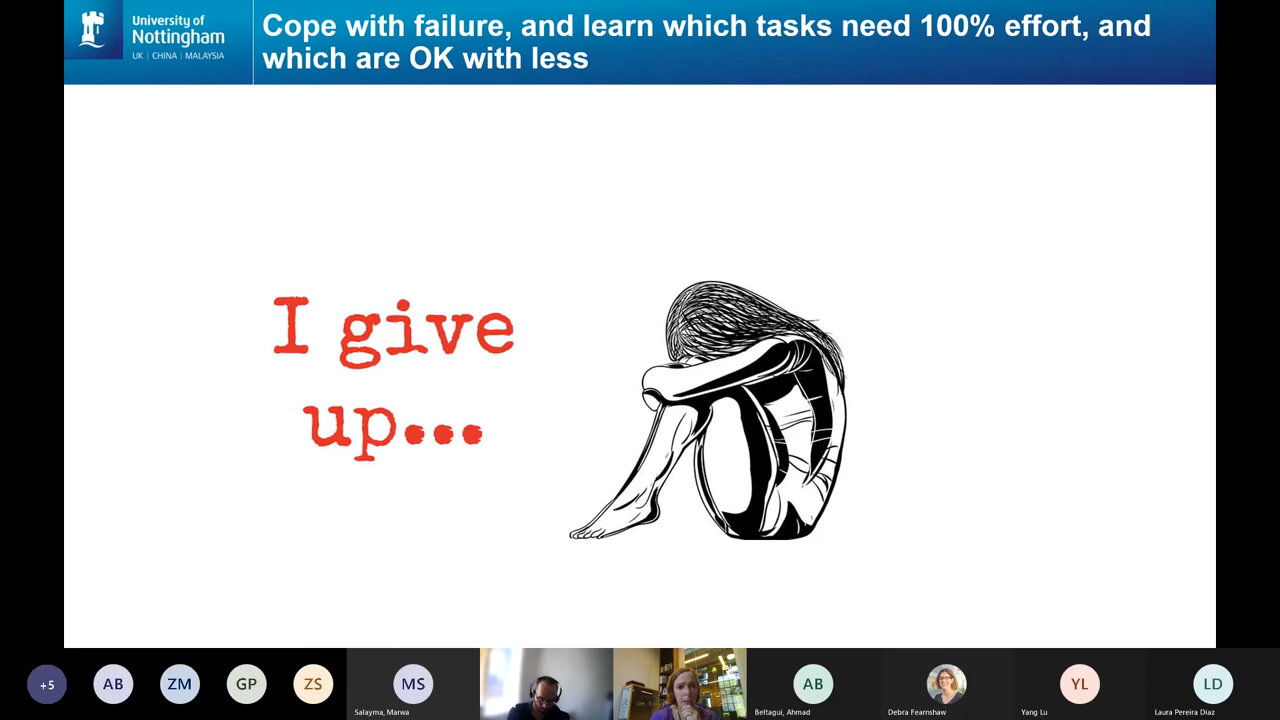 University of
Nottingham
UK | CHINA | MALAYSIA
Cope with failure, and learn which tasks need 100% effort, and
which are OK with less
I give
up...
+5
AB
ZM
GP
ZS
MS
AB
YL
LD
Salayma, Marwa
Beltagui, Ahmad
Debra Fearnshaw
Yang Lu
Laura Pereira Diaz